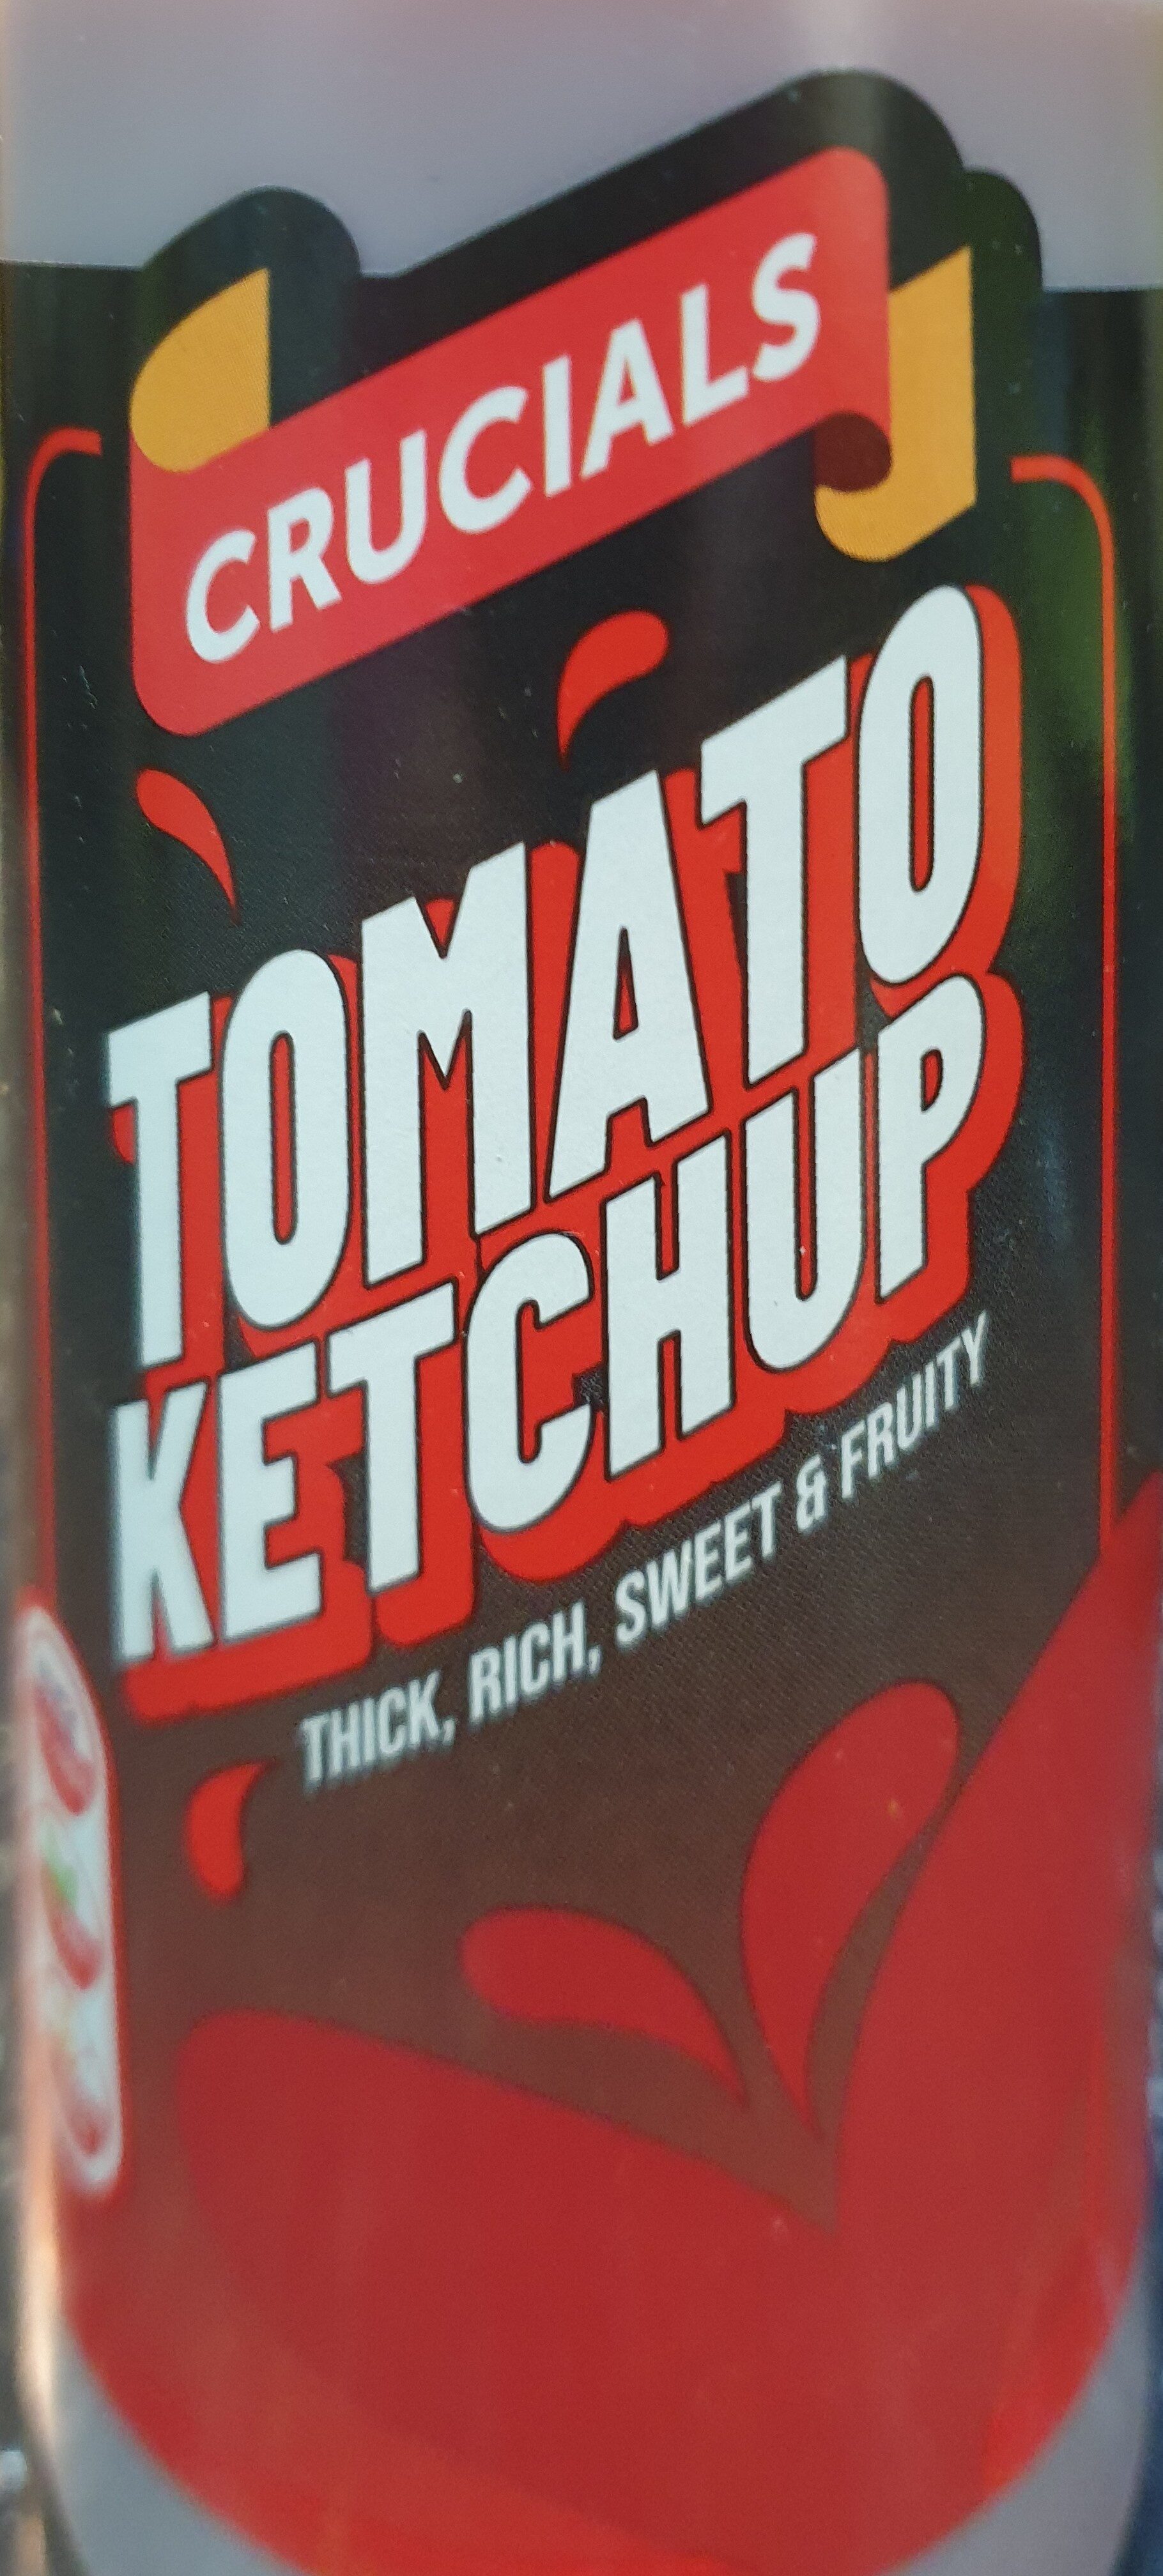 CRUCIALS
TOMATO
KETCHUP
THICK, RICH, SWEET & FRUITY